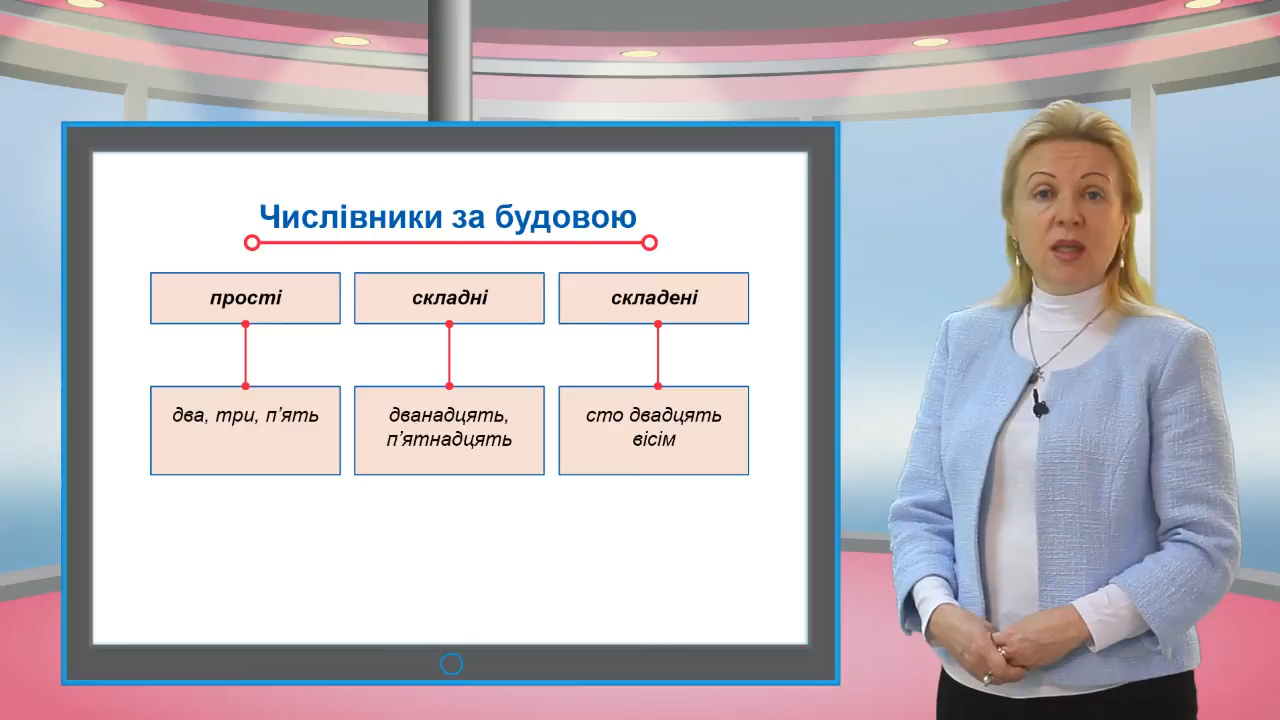 Числівники за будовою
прості
складні
складені
два, три, п’ять
дванадцять,
п’ятнадцять
сто двадцять
вісім